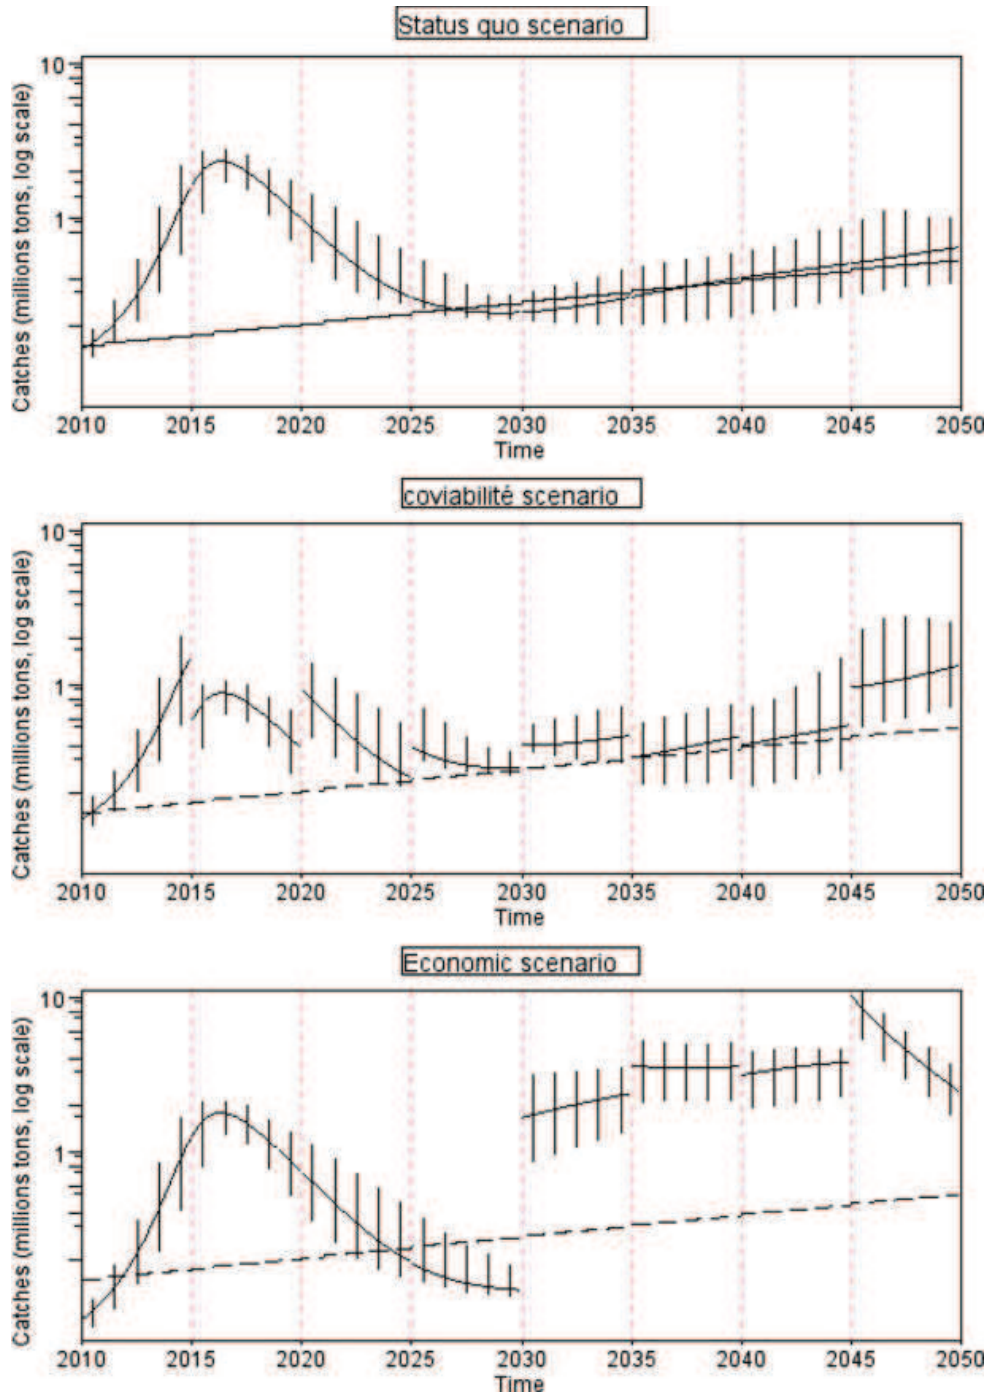 Status quo scenario
Catches (millions tons, log scale)
10
1
2010 2015 2020 2025 2030 2035 2040 2045 2050
Time
coviabilité scenario
Catches (millions tons, log scale)
10
1
2010 2015 2020 2025 2030 2035 2040 2045 2050
Time
Economic scenario
Catches (millions tons, log scale)
10
1
2010 2015 2020 2025 2030 2035 2040 2045 2050
Time